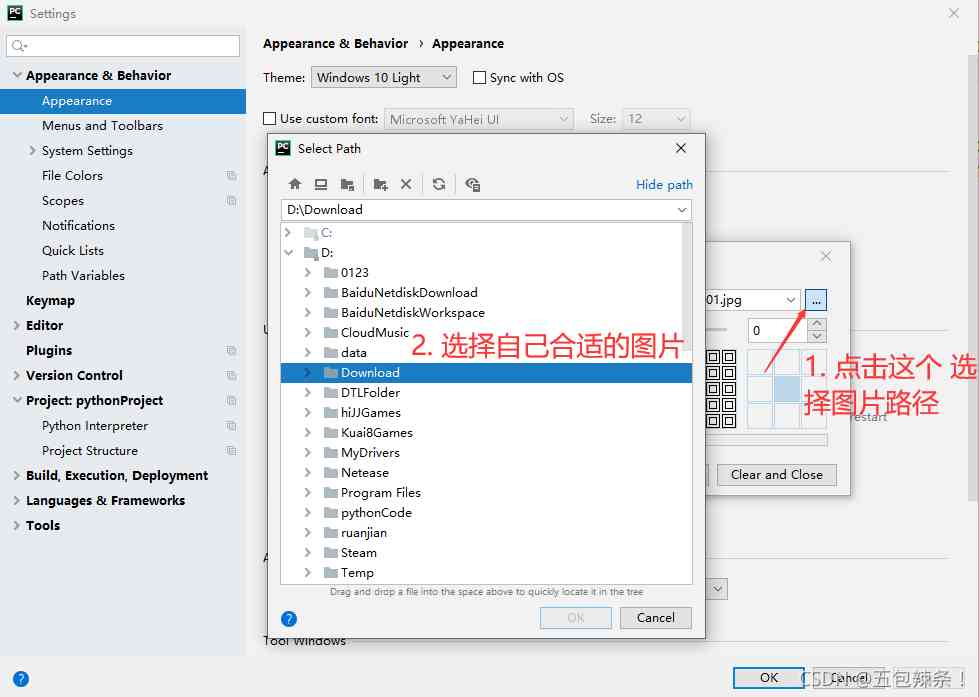 Settings
Appearance & Behavior
Appearance
Menus and Toolbars
System Settings
File Colors
Scopes
Notifications
Quick Lists
Path Variables
Keymap
Editor
Plugins
Version Control
Project: pythonProject
Python Interpreter
Project Structure
Build, Execution, Deployment
Languages & Frameworks
Tools
Appearance & Behavior › Appearance
Theme: Windows 10 Light Sync with OS
Use custom font: Microsoft YaHei UI Size: 12
PC Select Path
Hide path
D:\Download
C:
D:
0123
BaiduNetdiskDownload
BaiduNetdiskWorkspace
CloudMusic
data
Download
DTLFolder
hiJJGames
Kuai8Games
MyDrivers
Netease
Program Files
pythonCode
ruanjian
Steam
Temp
2. 选择自己合适的图片
Drag and drop a file into the space above to quickly locate it in the tree
OK Cancel
01.jpg ...
0
1. 点击这个 选
择图片路径
restart
Clear and Close
Tool Windows
OK Cancel
CSDN @五包辣条！